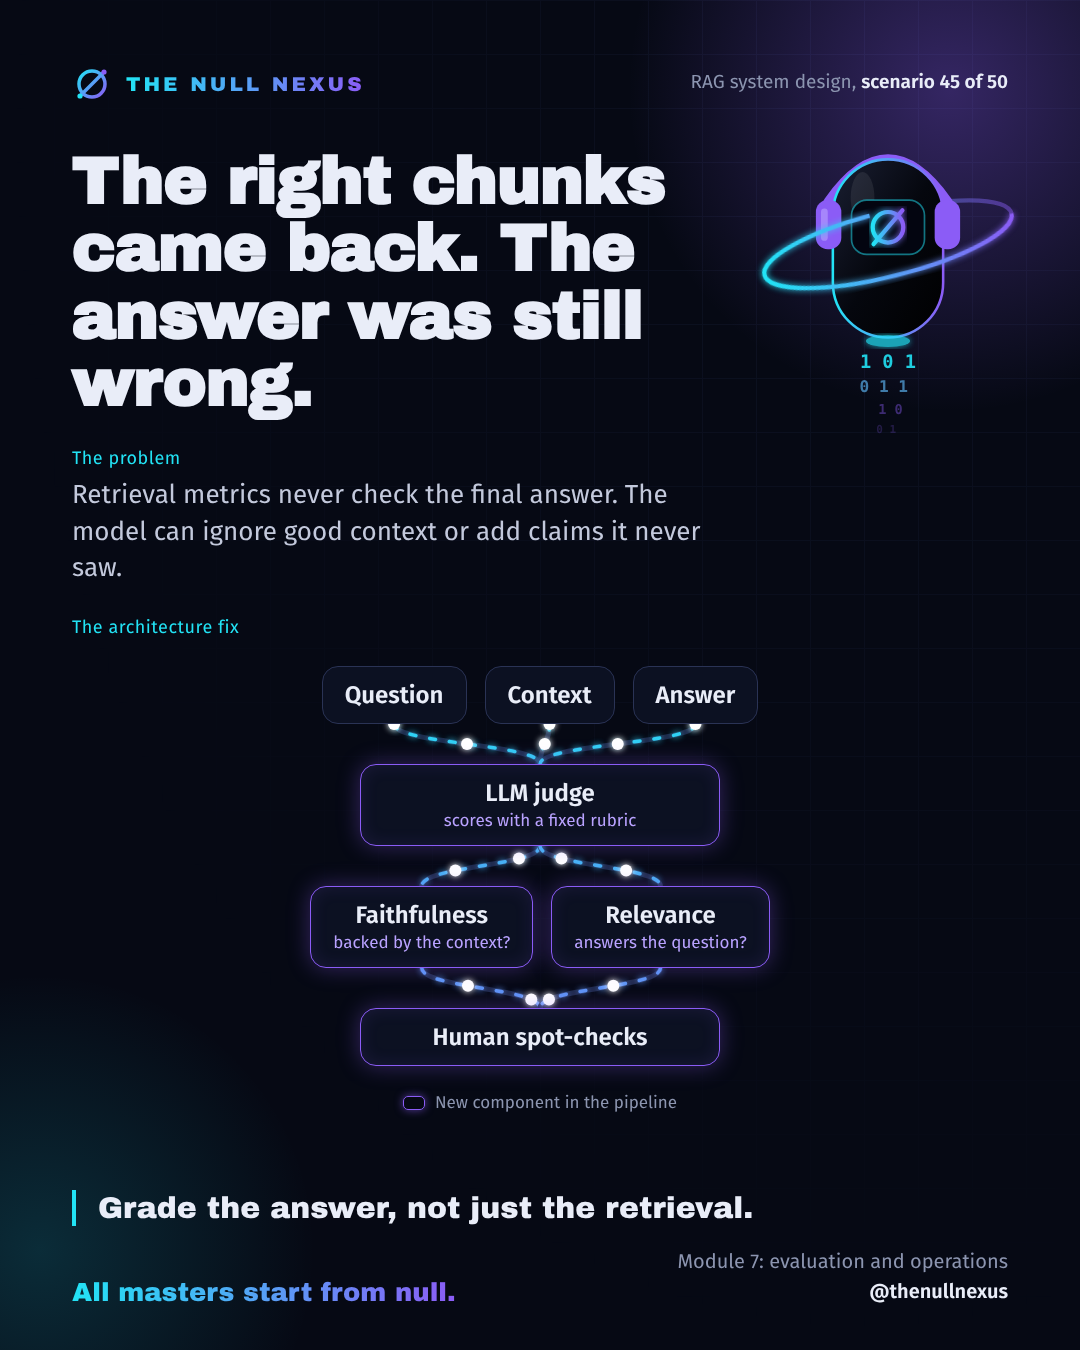 THE NULL NEXUS
RAG system design, scenario 45 of 50
The right chunks
came back. The
answer was still
wrong.
1 0 1
0 1 1
1 0
0 1
The problem
Retrieval metrics never check the final answer. The
model can ignore good context or add claims it never
saw.
The architecture fix
Question Context Answer
LLM judge
scores with a fixed rubric
Faithfulness Relevance
backed by the context? answers the question?
Human spot-checks
New component in the pipeline
Grade the answer, not just the retrieval.
Module 7: evaluation and operations
All masters start from null.
@thenullnexus